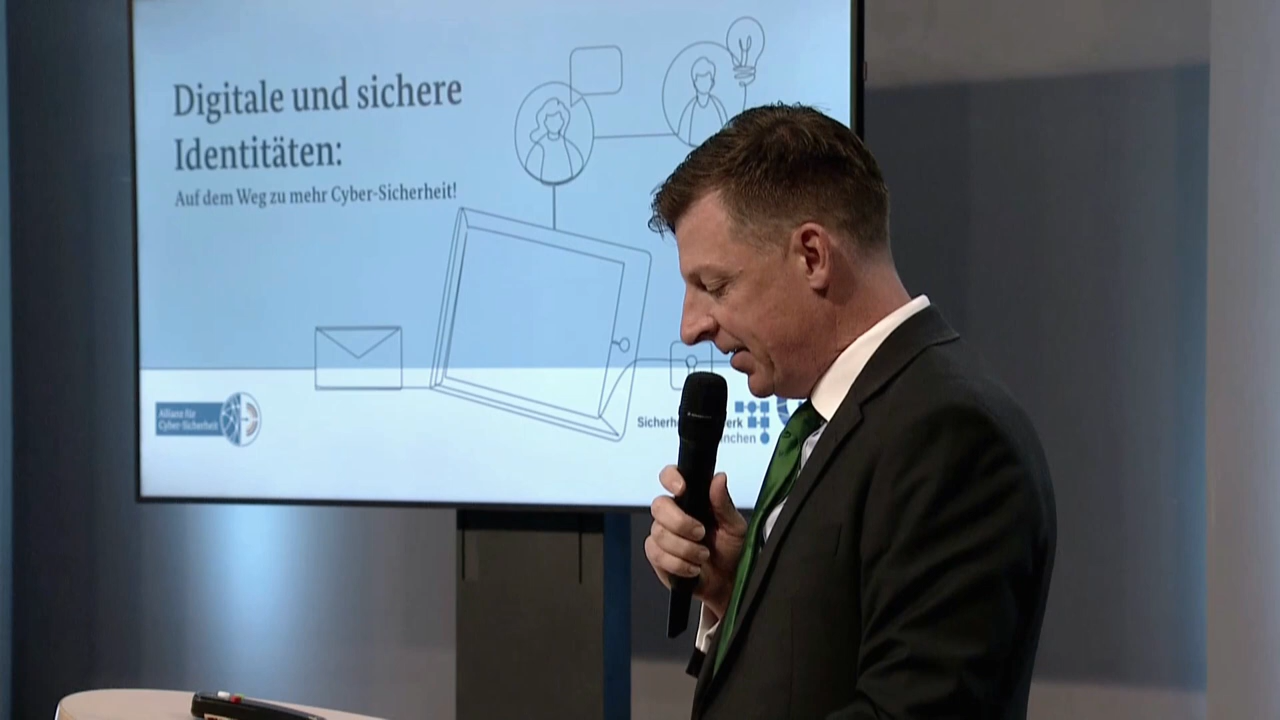 Digitale und sichere
Identitäten:
Auf dem Weg zu mehr Cyber-Sicherheit!
Allianz für
Cyber-Sicherheit